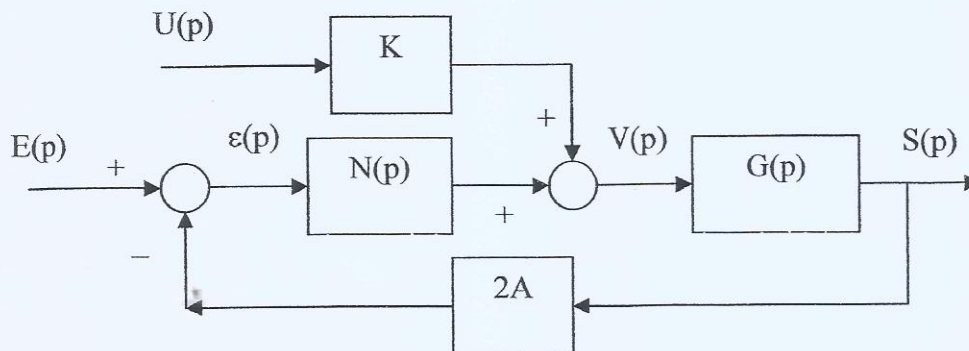 U(p)
K
+
E(p)
+
ε(p)
N(p)
+
V(p)
G(p)
S(p)
−
2A